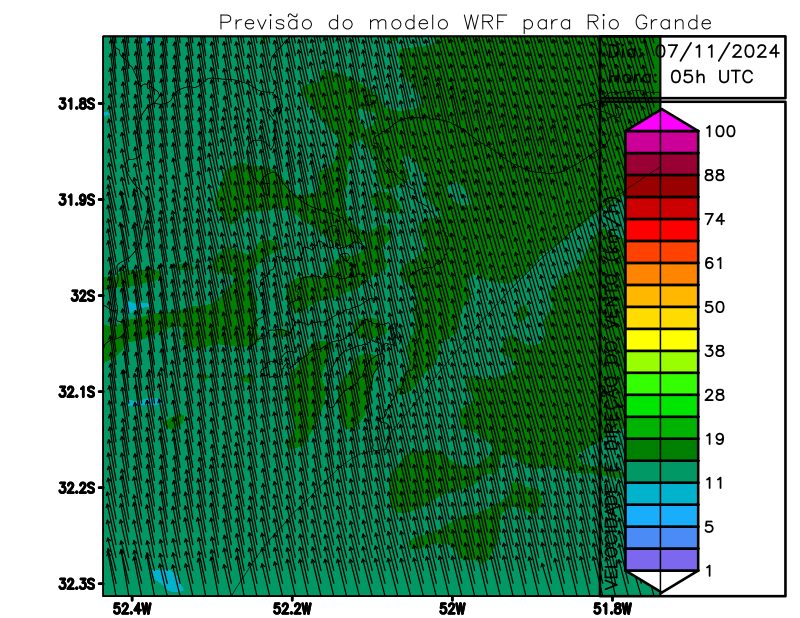 Previsão do modelo WRF para Rio Grande
Dia: 07/11/2024
Hora: 05h UTC
31.8S
31.9S
32S
32.1S
32.2S
32.3S
52.4W
52.2W
52W
51.8W
100
88
74
61
50
38
28
19
11
5
1
VELOCIDADE E DIREÇÃO DO VENTO (km/h)